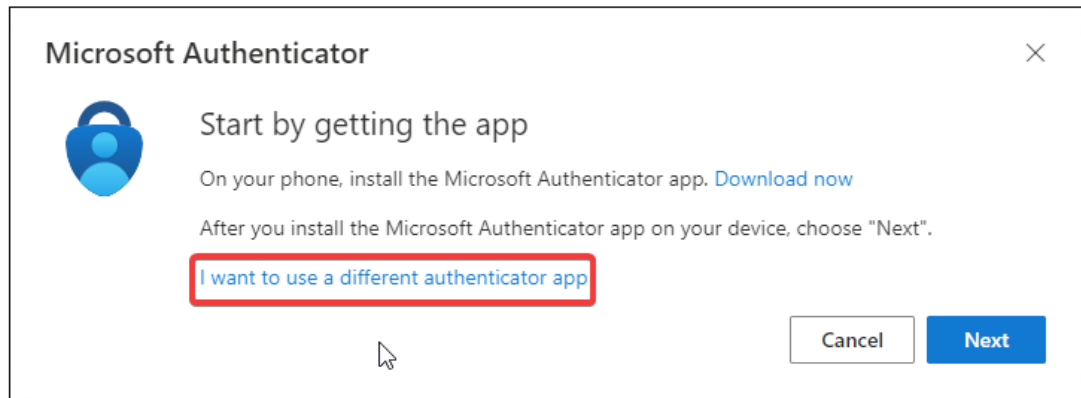 Microsoft Authenticator
Start by getting the app
On your phone, install the Microsoft Authenticator app. Download now
After you install the Microsoft Authenticator app on your device, choose "Next".
I want to use a different authenticator app
Cancel Next